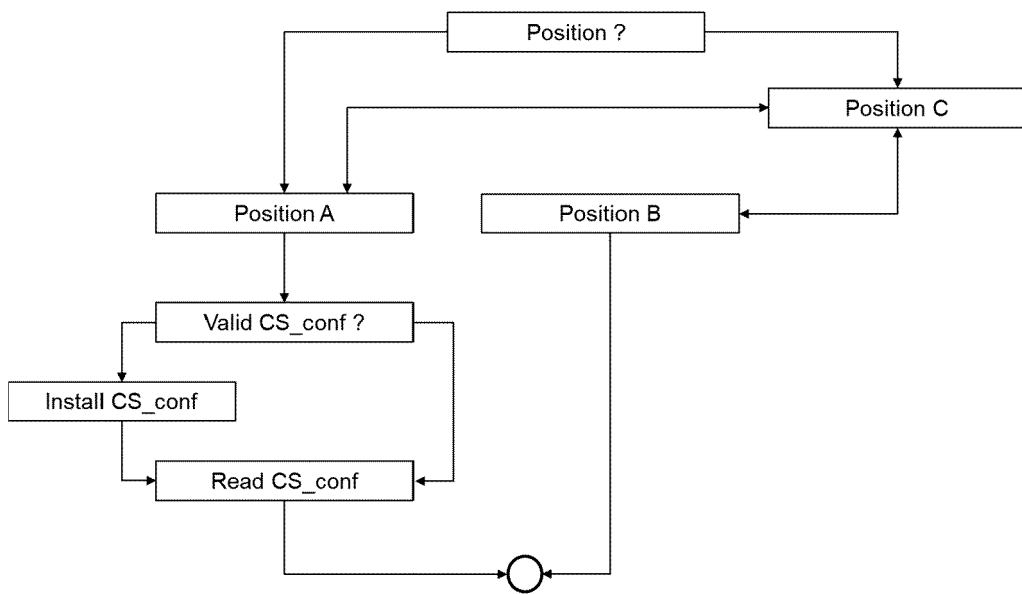 Position ?
Position C
Position A
Position B
Valid CS_conf ?
Install CS_conf
Read CS_conf